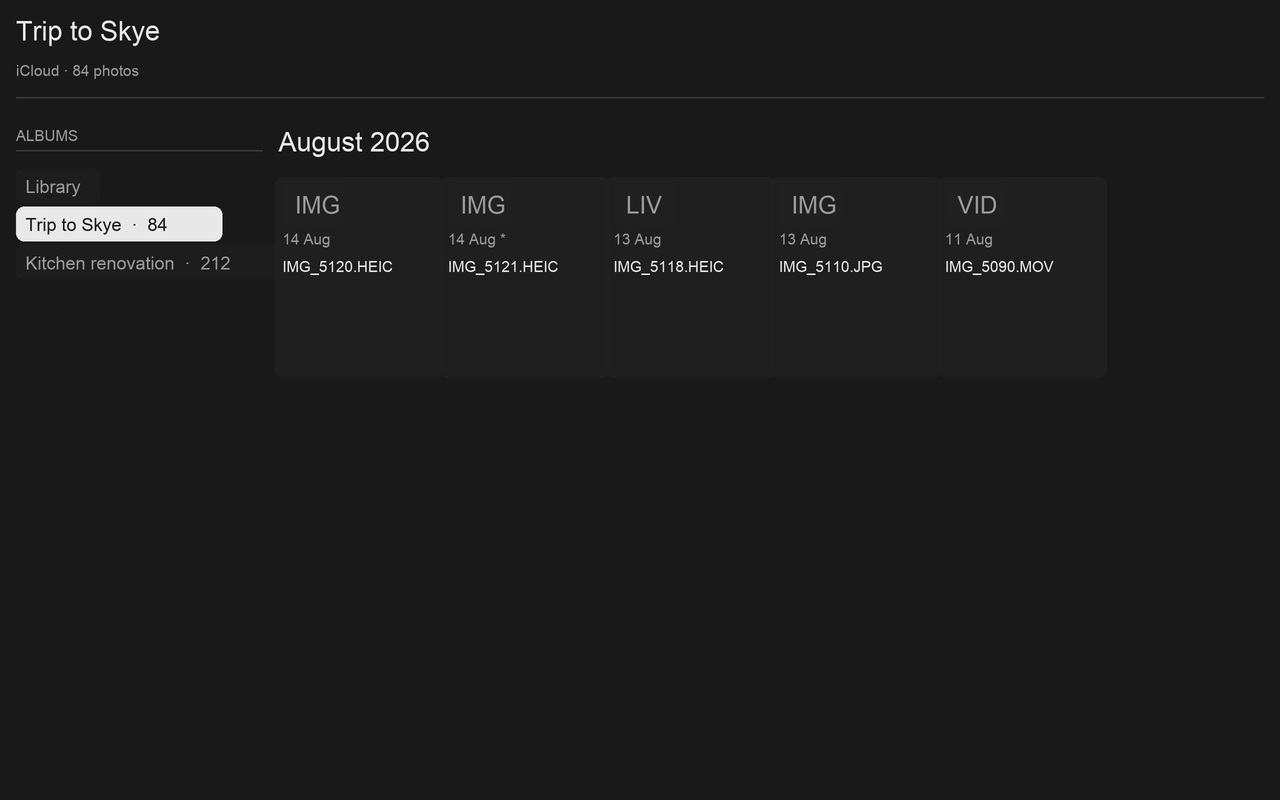 Trip to Skye
iCloud · 84 photos
ALBUMS
Library
Trip to Skye · 84
Kitchen renovation · 212
August 2026
IMG
14 Aug
IMG_5120.HEIC
IMG
14 Aug *
IMG_5121.HEIC
LIV
13 Aug
IMG_5118.HEIC
IMG
13 Aug
IMG_5110.JPG
VID
11 Aug
IMG_5090.MOV